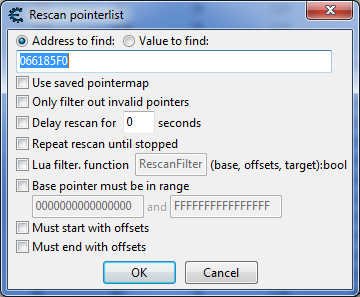 Rescan pointerlist
Address to find: Value to find:
066185F0
Use saved pointermap
Only filter out invalid pointers
Delay rescan for 0 seconds
Repeat rescan until stopped
Lua filter. function RescanFilter (base, offsets, target):bool
Base pointer must be in range
0000000000000000 and FFFFFFFFFFFFFFFF
Must start with offsets
Must end with offsets
OK Cancel